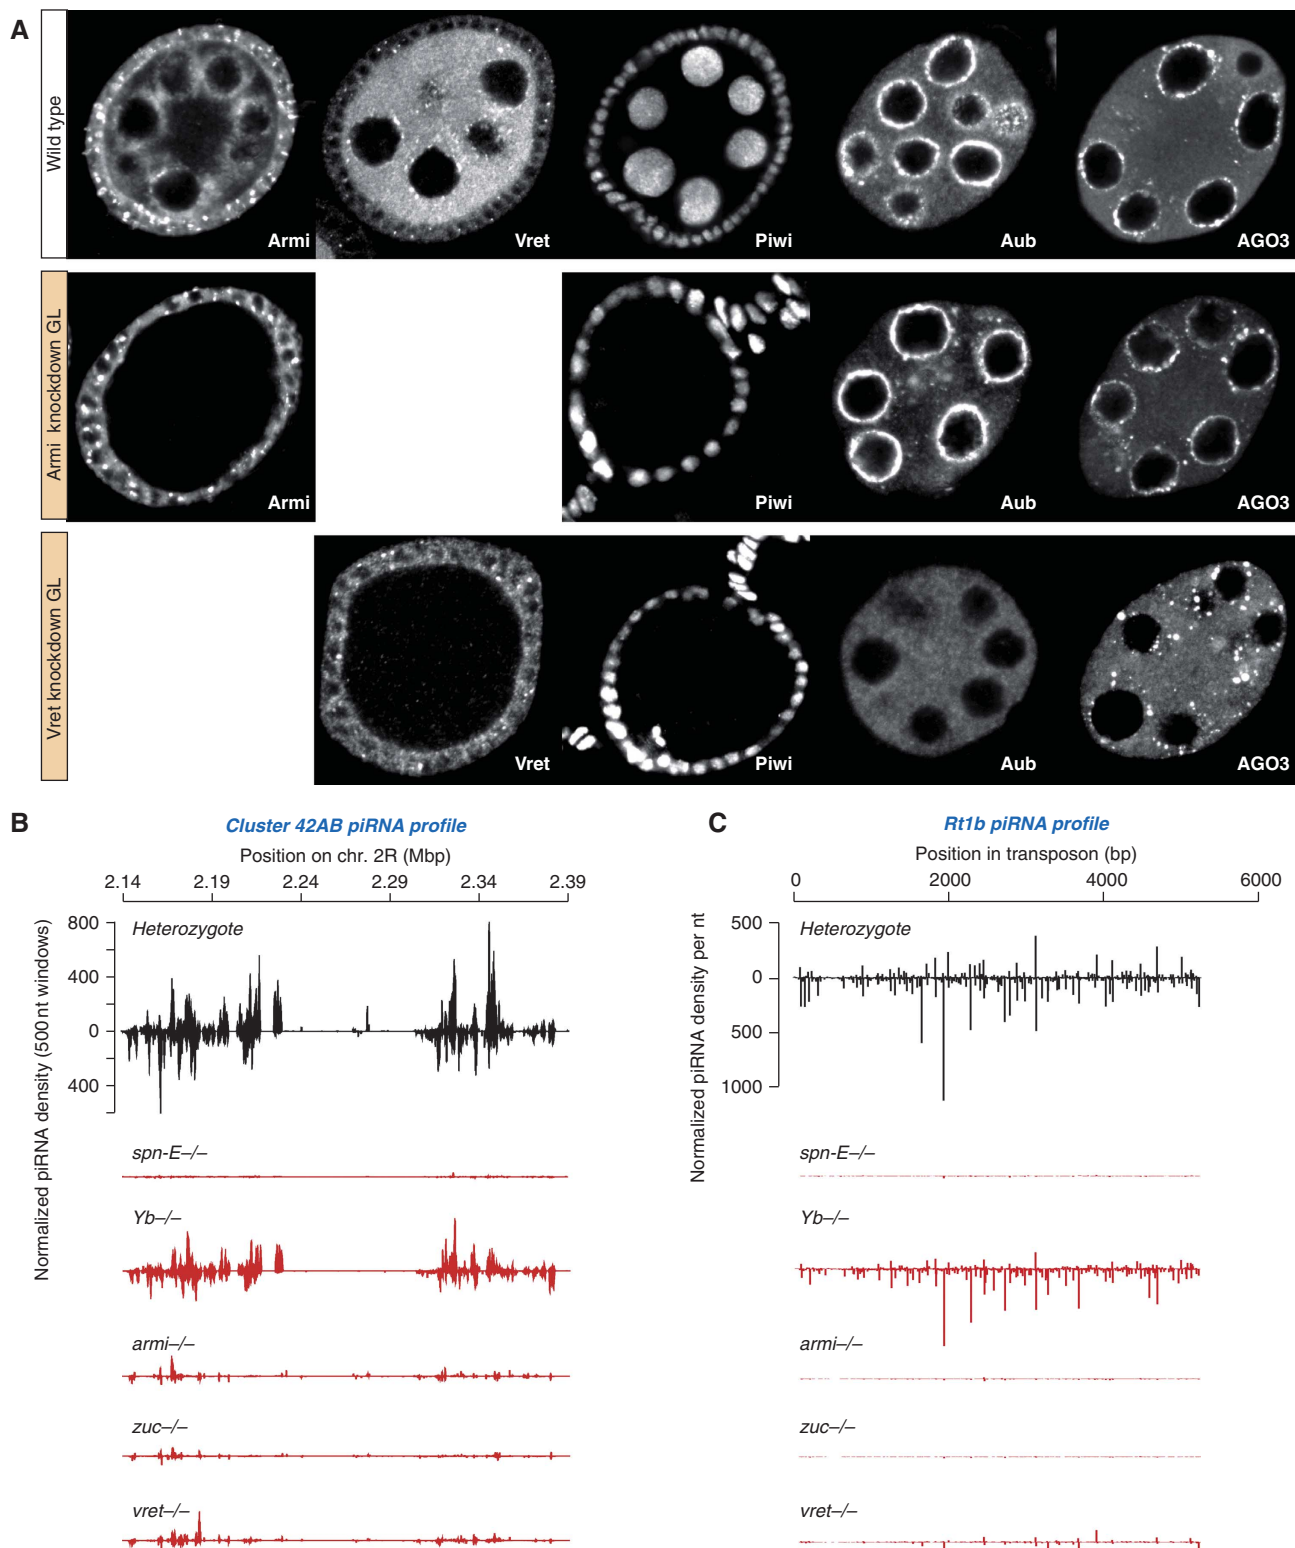 A
Wild type
Armi
Vret
Piwi
Aub
AGO3
Armi knockdown GL
Armi
Piwi
Aub
AGO3
Vret knockdown GL
Vret
Piwi
Aub
AGO3
B
Cluster 42AB piRNA profile
Position on chr. 2R (Mbp)
2.14 2.19 2.24 2.29 2.34 2.39
Normalized piRNA density (500 nt windows)
800
400
0
400
Heterozygote
spn-E–/–
Yb–/–
armi–/–
zuc–/–
vret–/–
C
Rt1b piRNA profile
Position in transposon (bp)
0 2000 4000 6000
Normalized piRNA density per nt
500
0
500
1000
Heterozygote
spn-E–/–
Yb–/–
armi–/–
zuc–/–
vret–/–